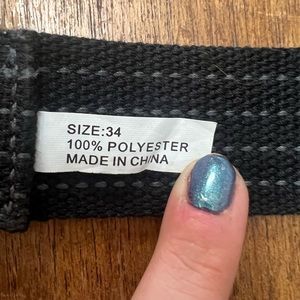 SIZE:34
100% POLYESTER
MADE IN CHINA